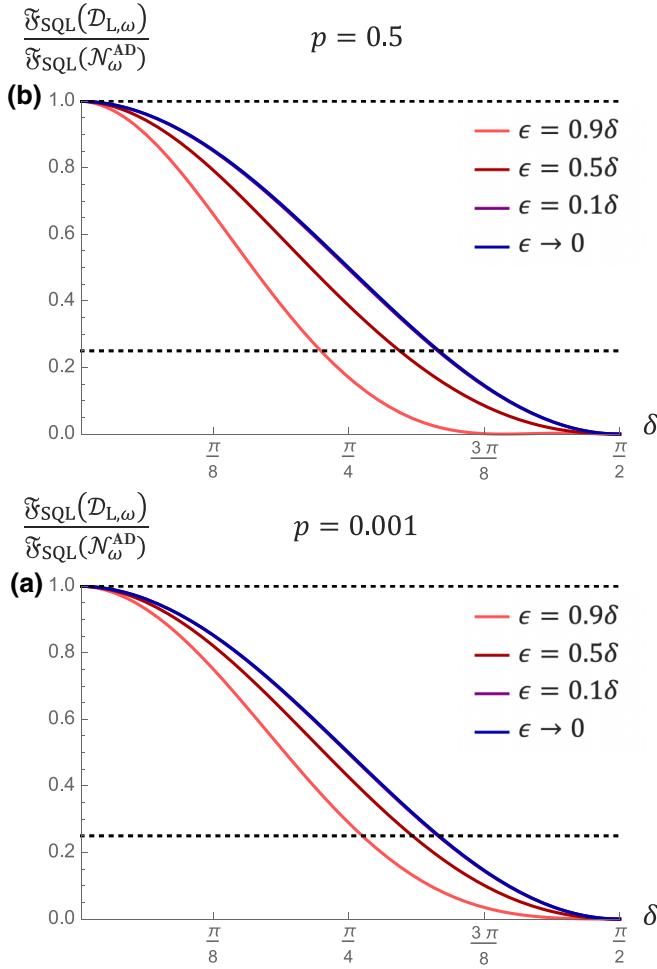 𝔉SQL(𝒟L,ω)
𝔉SQL(𝒩ωAD)
p = 0.5
(b)
1.0
0.8
0.6
0.4
0.2
0.0
ϵ = 0.9δ
ϵ = 0.5δ
ϵ = 0.1δ
ϵ → 0
π/8
π/4
3 π/8
π/2
δ
𝔉SQL(𝒟L,ω)
𝔉SQL(𝒩ωAD)
p = 0.001
(a)
1.0
0.8
0.6
0.4
0.2
0.0
ϵ = 0.9δ
ϵ = 0.5δ
ϵ = 0.1δ
ϵ → 0
π/8
π/4
3 π/8
π/2
δ